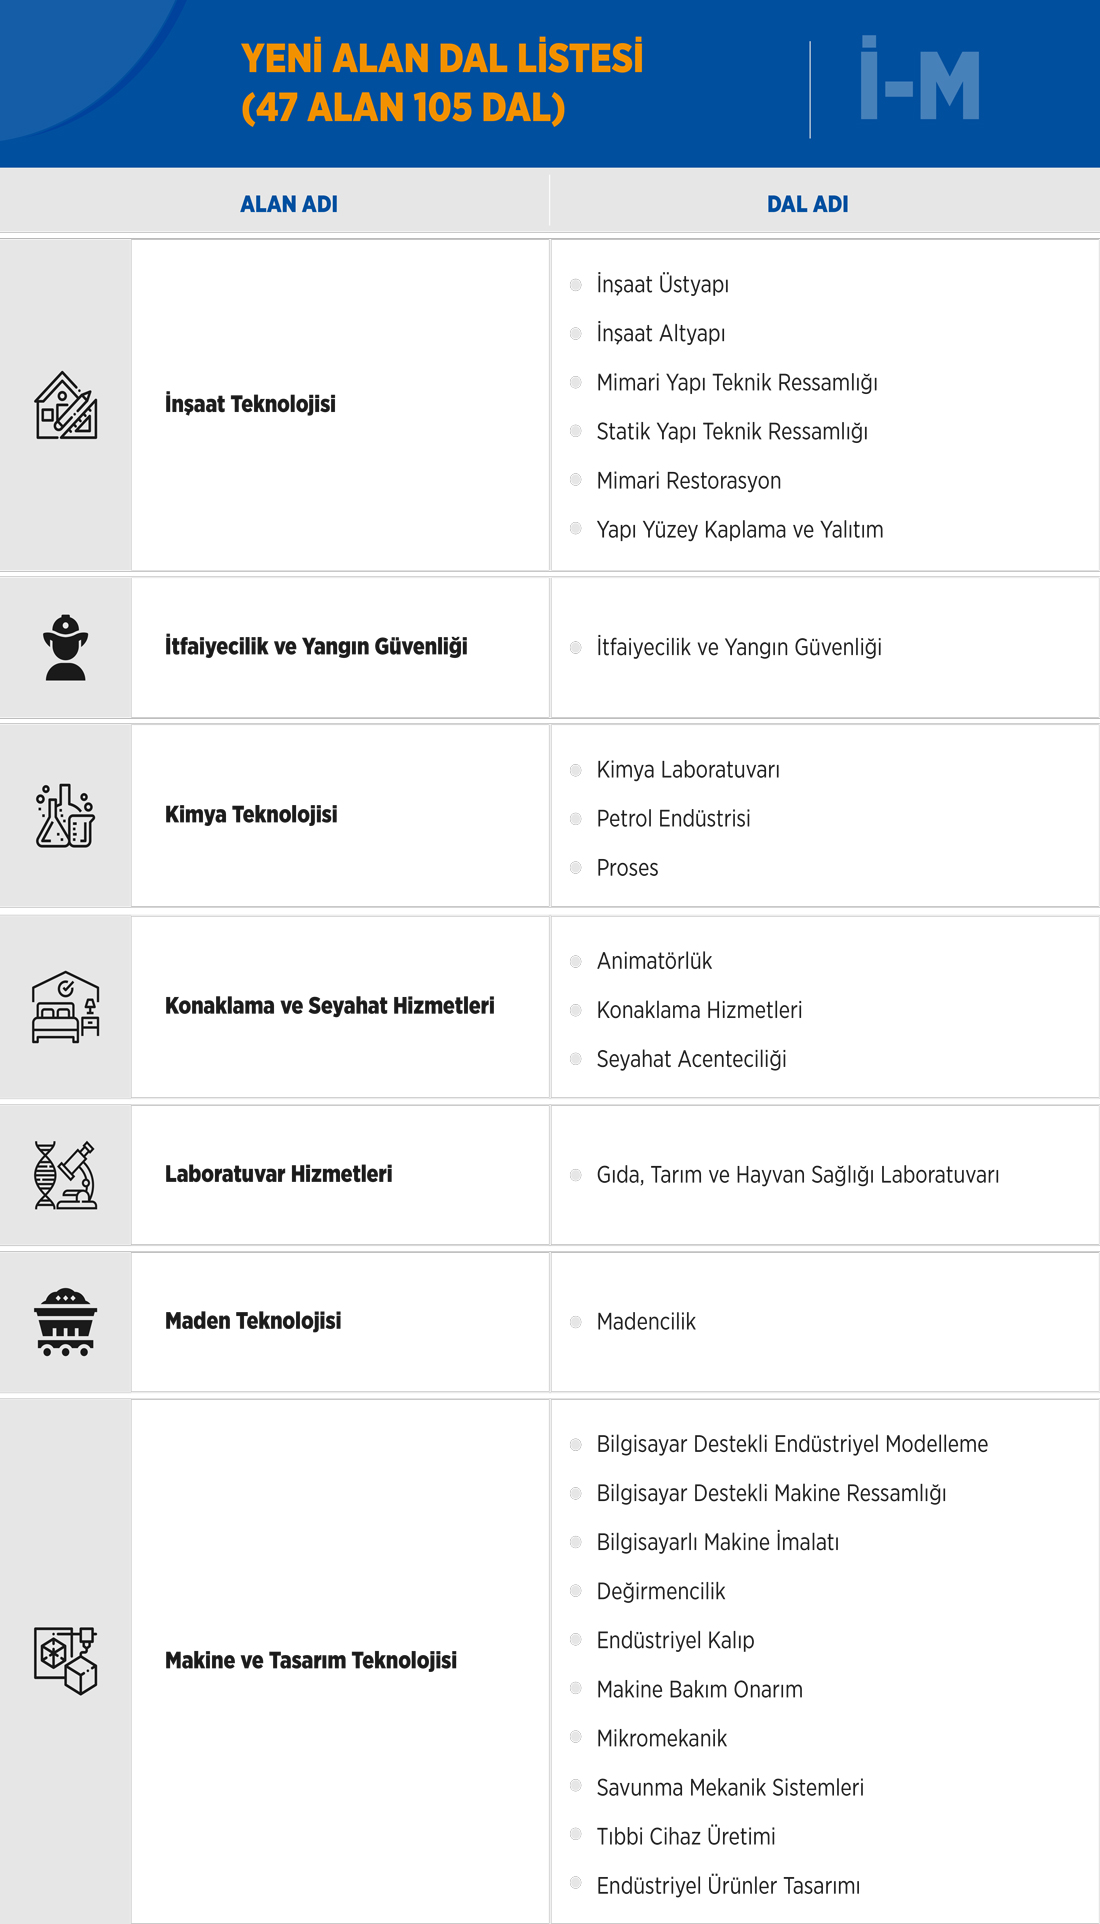 YENİ ALAN DAL LİSTESİ
(47 ALAN 105 DAL)
İ-M
ALAN ADI
DAL ADI
İnşaat Teknolojisi
İnşaat Üstyapı
İnşaat Altyapı
Mimari Yapı Teknik Ressamlığı
Statik Yapı Teknik Ressamlığı
Mimari Restorasyon
Yapı Yüzey Kaplama ve Yalıtım
İtfaiyecilik ve Yangın Güvenliği
İtfaiyecilik ve Yangın Güvenliği
Kimya Teknolojisi
Kimya Laboratuvarı
Petrol Endüstrisi
Proses
Konaklama ve Seyahat Hizmetleri
Animatörlük
Konaklama Hizmetleri
Seyahat Acenteciliği
Laboratuvar Hizmetleri
Gıda, Tarım ve Hayvan Sağlığı Laboratuvarı
Maden Teknolojisi
Madencilik
Makine ve Tasarım Teknolojisi
Bilgisayar Destekli Endüstriyel Modelleme
Bilgisayar Destekli Makine Ressamlığı
Bilgisayarlı Makine İmalatı
Değirmencilik
Endüstriyel Kalıp
Makine Bakım Onarım
Mikromekanik
Savunma Mekanik Sistemleri
Tıbbi Cihaz Üretimi
Endüstriyel Ürünler Tasarımı